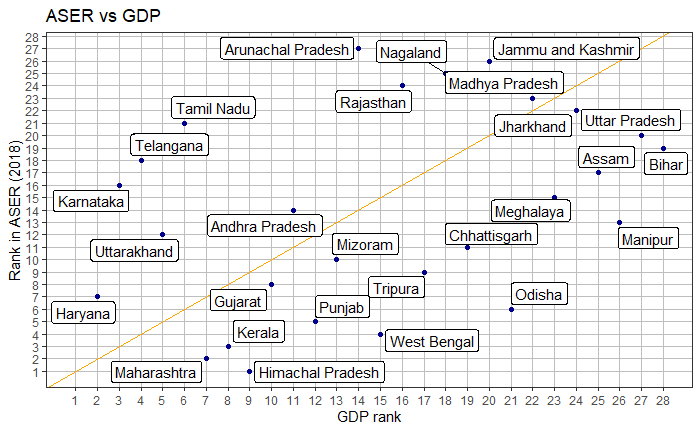 ASER vs GDP
Rank in ASER (2018)
28
27
26
25
24
23
22
21
20
19
18
17
16
15
14
13
12
11
10
9
8
7
6
5
4
3
2
1
Arunachal Pradesh
Nagaland
Jammu and Kashmir
Madhya Pradesh
Rajasthan
Tamil Nadu
Jharkhand
Uttar Pradesh
Telangana
Assam
Bihar
Karnataka
Meghalaya
Andhra Pradesh
Chhattisgarh
Manipur
Uttarakhand
Mizoram
Tripura
Odisha
Haryana
Gujarat
Punjab
Kerala
West Bengal
Maharashtra
Himachal Pradesh
1 2 3 4 5 6 7 8 9 10 11 12 13 14 15 16 17 18 19 20 21 22 23 24 25 26 27 28
GDP rank